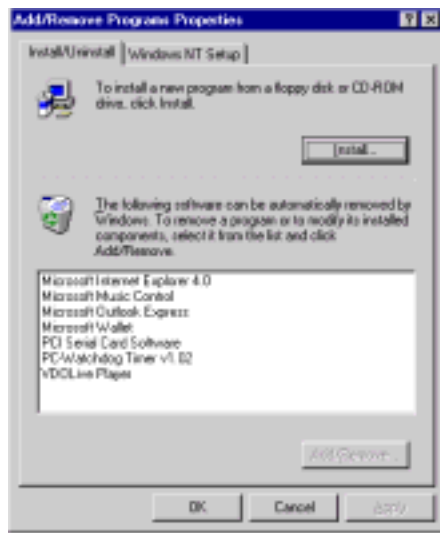 Add/Remove Programs Properties
Install/Uninstall
Windows NT Setup
To install a new program from a floppy disk or CD-ROM
drive, click Install.
Install...
The following software can be automatically removed by
Windows. To remove a program or to modify its installed
components, select it from the list and click
Add/Remove.
Microsoft Internet Explorer 4.0
Microsoft Music Control
Microsoft Outlook Express
Microsoft Wallet
PCI Serial Card Software
PC-Watchdog Timer v1.02
VDOLive Player
Add/Remove...
OK
Cancel
Apply